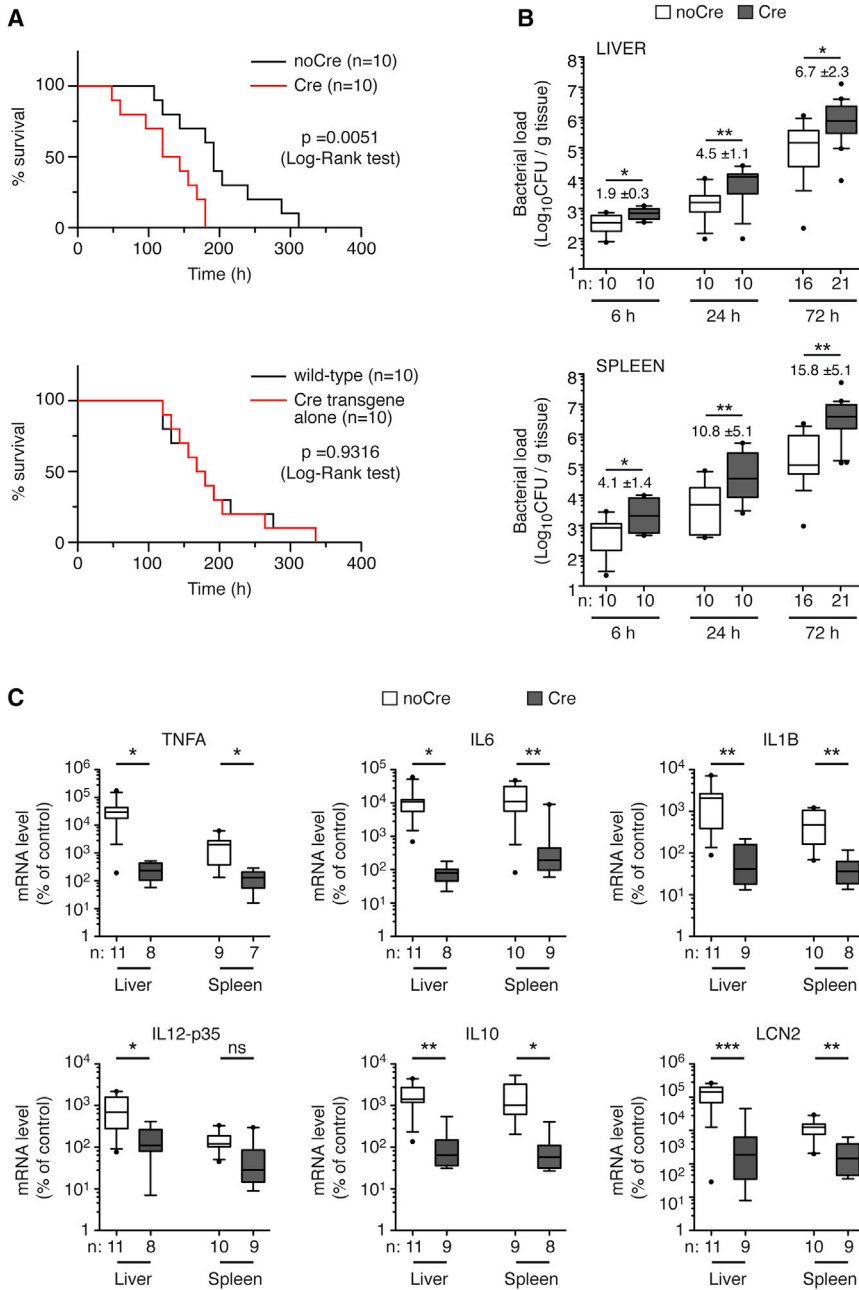 A
% survival
100
50
0
noCre (n=10)
Cre (n=10)
p =0.0051
(Log-Rank test)
0 100 200 300 400
Time (h)
% survival
100
50
0
wild-type (n=10)
Cre transgene
alone (n=10)
p =0.9316
(Log-Rank test)
0 100 200 300 400
Time (h)
B
noCre Cre
LIVER
Bacterial load
(Log10CFU / g tissue)
8
7
6
5
4
3
2
1
*
1.9 ±0.3
**
4.5 ±1.1
*
6.7 ±2.3
n: 10 10 10 10 16 21
6 h 24 h 72 h
SPLEEN
Bacterial load
(Log10CFU / g tissue)
8
7
6
5
4
3
2
1
*
4.1 ±1.4
**
10.8 ±5.1
**
15.8 ±5.1
n: 10 10 10 10 16 21
6 h 24 h 72 h
C
noCre Cre
TNFA
mRNA level
(% of control)
10^6
10^5
10^4
10^3
10^2
10^1
1
* *
n: 11 8 9 7
Liver Spleen
IL6
mRNA level
(% of control)
10^5
10^4
10^3
10^2
10^1
1
* **
n: 11 8 10 9
Liver Spleen
IL1B
mRNA level
(% of control)
10^4
10^3
10^2
10^1
1
** **
n: 11 9 10 8
Liver Spleen
IL12-p35
mRNA level
(% of control)
10^4
10^3
10^2
10^1
1
* ns
n: 11 8 10 9
Liver Spleen
IL10
mRNA level
(% of control)
10^4
10^3
10^2
10^1
1
** *
n: 11 9 9 8
Liver Spleen
LCN2
mRNA level
(% of control)
10^6
10^5
10^4
10^3
10^2
10^1
1
*** **
n: 11 9 10 9
Liver Spleen